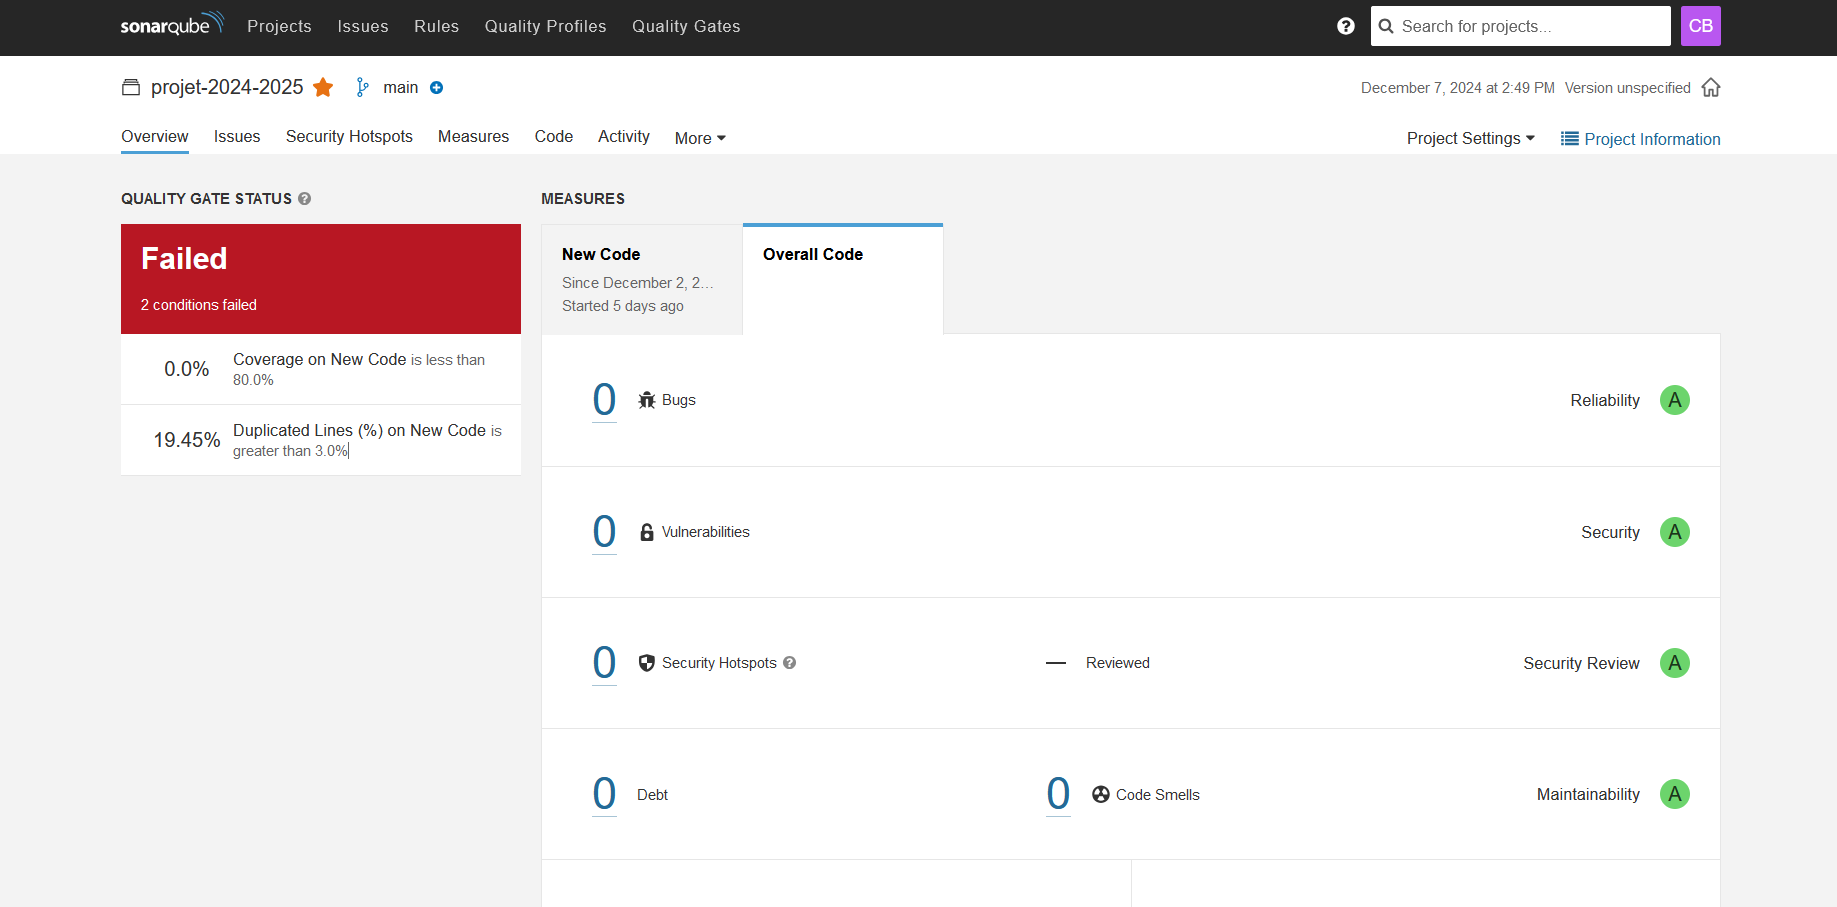 sonarqube Projects Issues Rules Quality Profiles Quality Gates ? Search for projects... CB
projet-2024-2025 main December 7, 2024 at 2:49 PM Version unspecified
Overview Issues Security Hotspots Measures Code Activity More Project Settings Project Information
QUALITY GATE STATUS ?
Failed
2 conditions failed
0.0% Coverage on New Code is less than
80.0%
19.45% Duplicated Lines (%) on New Code is
greater than 3.0%
MEASURES
New Code
Since December 2, 2...
Started 5 days ago
Overall Code
0 Bugs Reliability A
0 Vulnerabilities Security A
0 Security Hotspots ? — Reviewed Security Review A
0 Debt 0 Code Smells Maintainability A